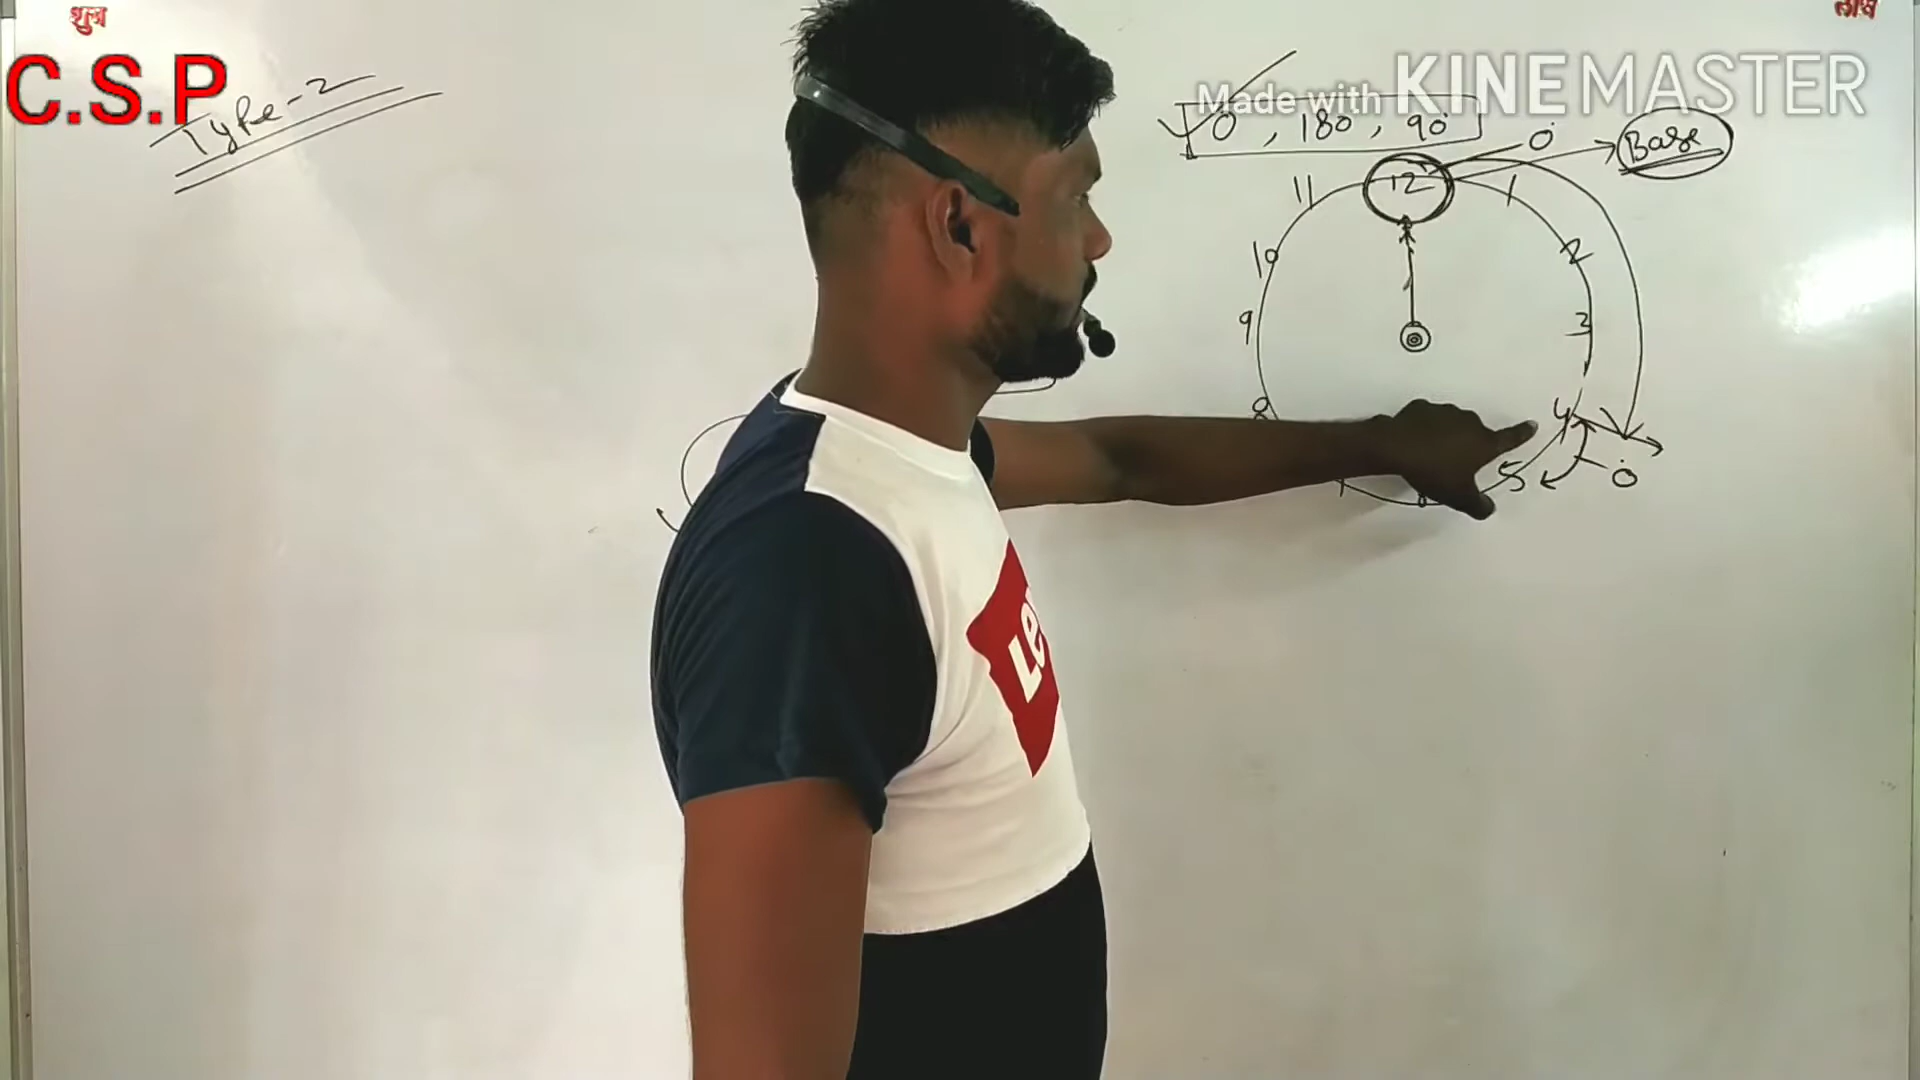 शुभ
लाभ
C.S.P
Made with KINEMASTER
Type-2
0°, 180°, 90°
0°
Base
12
11
1
10
2
9
3
8
4
5
0°
Le